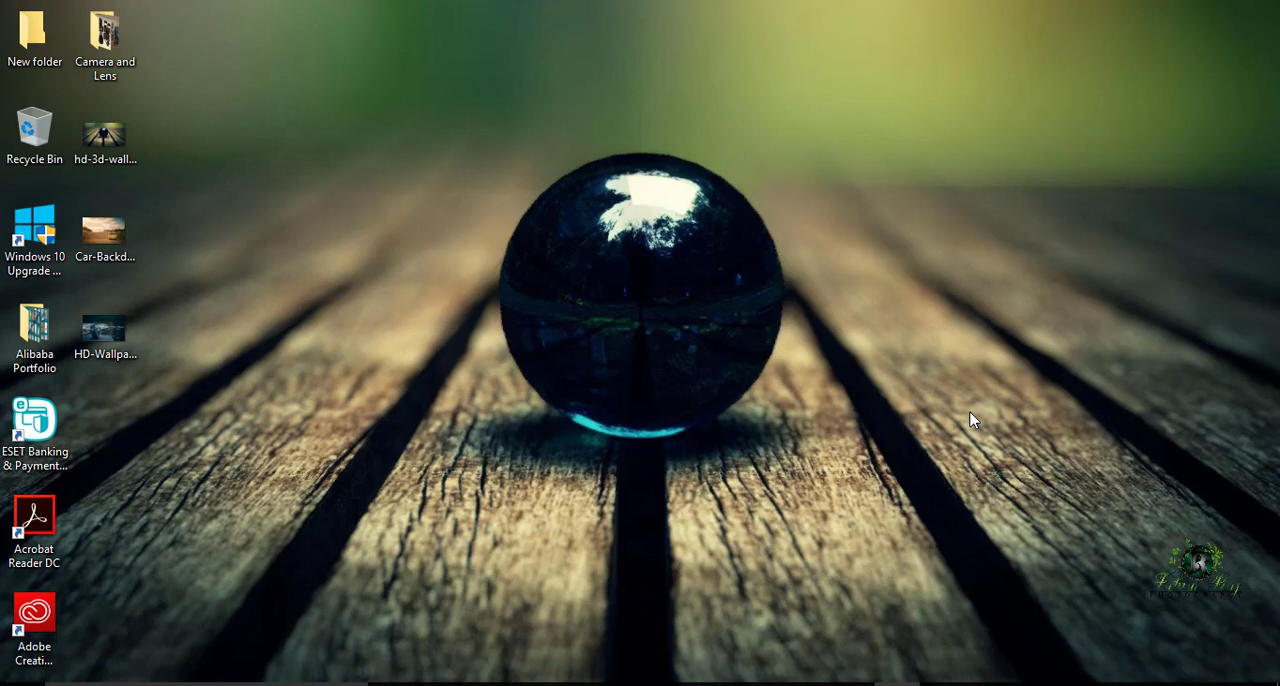 New folder
Camera and
Lens
Recycle Bin
hd-3d-wall...
Windows 10
Upgrade ...
Car-Backd...
Alibaba
Portfolio
HD-Wallpa...
ESET Banking
& Payment...
Acrobat
Reader DC
Adobe
Creati...